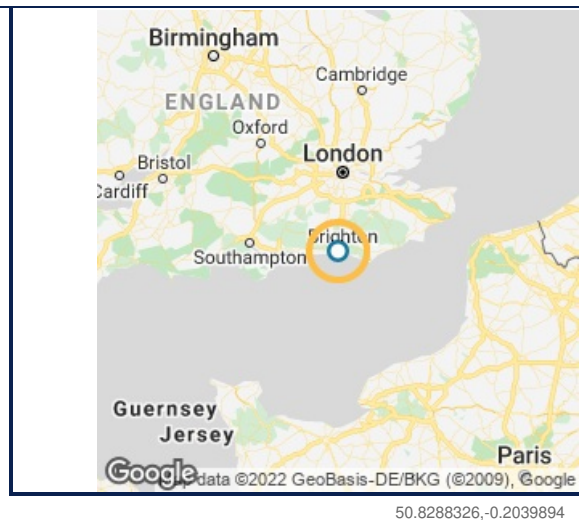 Birmingham
Cambridge
ENGLAND
Oxford
London
Bristol
Cardiff
Brighton
Southampton
Guernsey
Jersey
Paris
Google
Map data ©2022 GeoBasis-DE/BKG (©2009), Google
50.8288326,-0.2039894